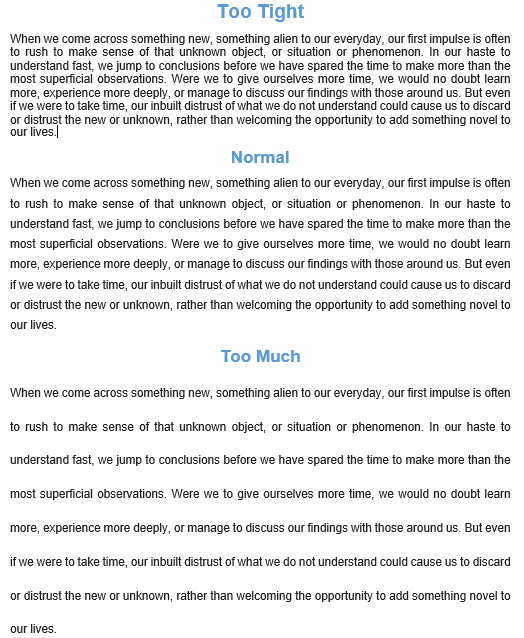 Too Tight
When we come across something new, something alien to our everyday, our first impulse is often
to rush to make sense of that unknown object, or situation or phenomenon. In our haste to
understand fast, we jump to conclusions before we have spared the time to make more than the
most superficial observations. Were we to give ourselves more time, we would no doubt learn
more, experience more deeply, or manage to discuss our findings with those around us. But even
if we were to take time, our inbuilt distrust of what we do not understand could cause us to discard
or distrust the new or unknown, rather than welcoming the opportunity to add something novel to
our lives.
Normal
When we come across something new, something alien to our everyday, our first impulse is often
to rush to make sense of that unknown object, or situation or phenomenon. In our haste to
understand fast, we jump to conclusions before we have spared the time to make more than the
most superficial observations. Were we to give ourselves more time, we would no doubt learn
more, experience more deeply, or manage to discuss our findings with those around us. But even
if we were to take time, our inbuilt distrust of what we do not understand could cause us to discard
or distrust the new or unknown, rather than welcoming the opportunity to add something novel to
our lives.
Too Much
When we come across something new, something alien to our everyday, our first impulse is often
to rush to make sense of that unknown object, or situation or phenomenon. In our haste to
understand fast, we jump to conclusions before we have spared the time to make more than the
most superficial observations. Were we to give ourselves more time, we would no doubt learn
more, experience more deeply, or manage to discuss our findings with those around us. But even
if we were to take time, our inbuilt distrust of what we do not understand could cause us to discard
or distrust the new or unknown, rather than welcoming the opportunity to add something novel to
our lives.